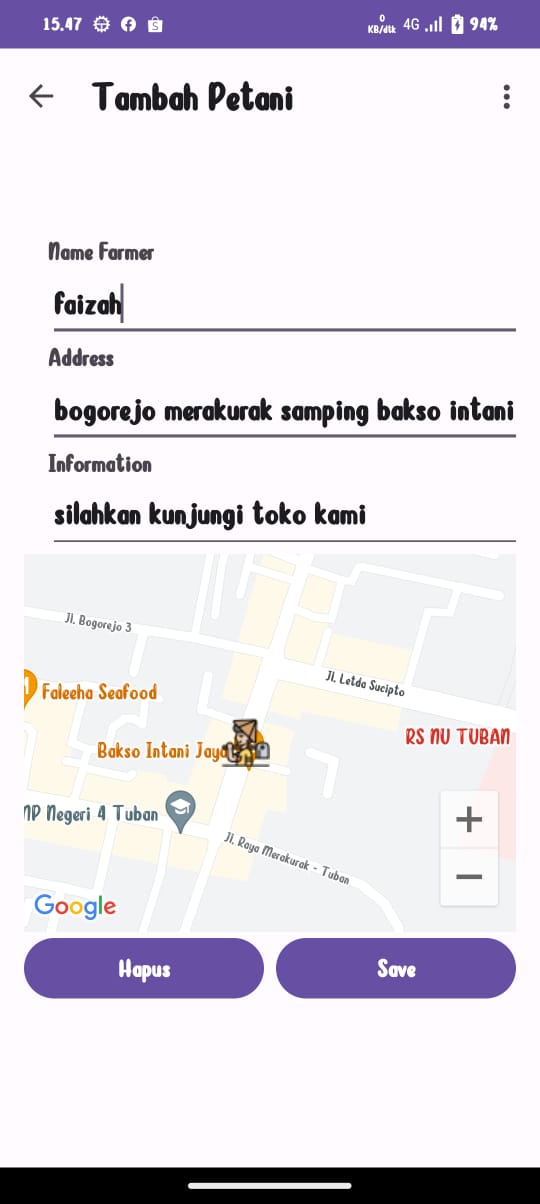 15.47
0
KB/dtk 4G 94%
Tambah Petani
Name Farmer
faizah
Address
bogorejo merakurak samping bakso intani
Information
silahkan kunjungi toko kami
Jl. Bogorejo 3
Jl. Letda Sucipto
Faleeha Seafood
RS NU TUBAN
Bakso Intani Jaya
MP Negeri 4 Tuban
Jl. Raya Merakurak - Tuban
+
−
Google
Hapus Save